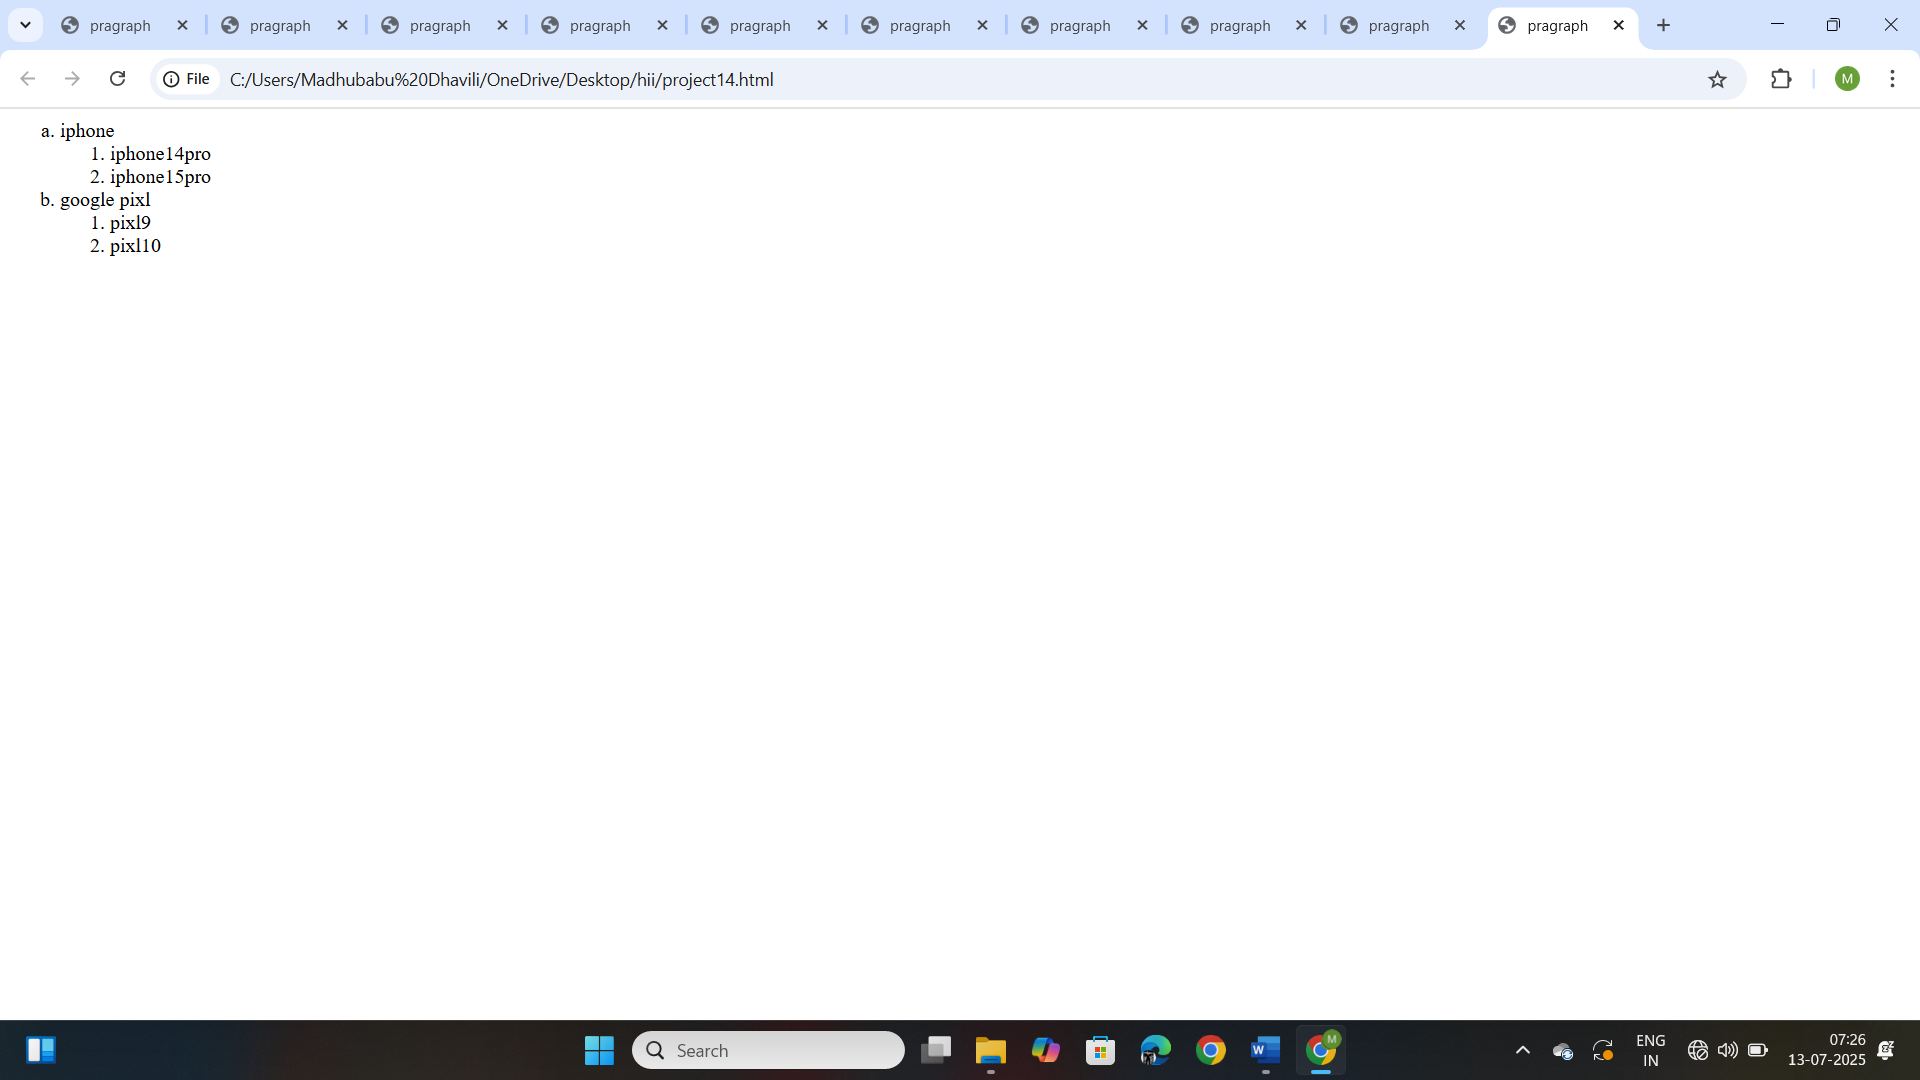 pragraph pragraph pragraph pragraph pragraph pragraph pragraph pragraph pragraph pragraph
File C:/Users/Madhubabu%20Dhavili/OneDrive/Desktop/hii/project14.html M
a. iphone
1. iphone14pro
2. iphone15pro
b. google pixl
1. pixl9
2. pixl10
Search W M ENG 07:26
IN 13-07-2025